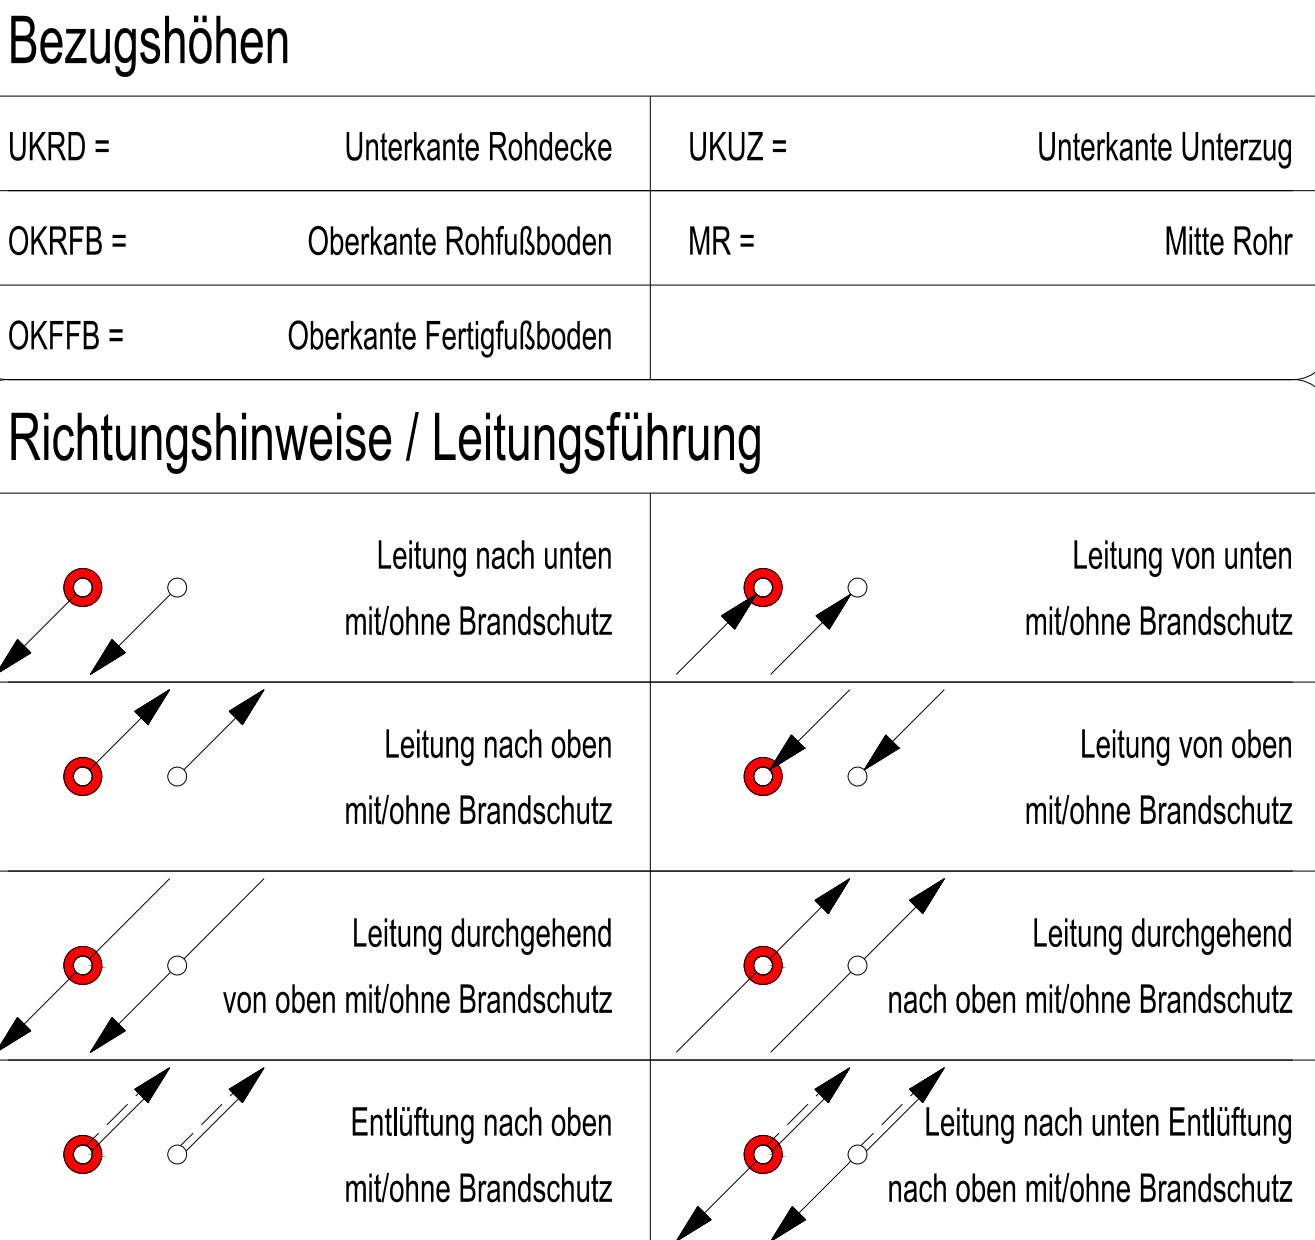 Bezugshöhen
UKRD = Unterkante Rohdecke
UKUZ = Unterkante Unterzug
OKRFB = Oberkante Rohfußboden
MR = Mitte Rohr
OKFFB = Oberkante Fertigfußboden
Richtungshinweise / Leitungsführung
Leitung nach unten
mit/ohne Brandschutz
Leitung von unten
mit/ohne Brandschutz
Leitung nach oben
mit/ohne Brandschutz
Leitung von oben
mit/ohne Brandschutz
Leitung durchgehend
von oben mit/ohne Brandschutz
Leitung durchgehend
nach oben mit/ohne Brandschutz
Entlüftung nach oben
mit/ohne Brandschutz
Leitung nach unten Entlüftung
nach oben mit/ohne Brandschutz